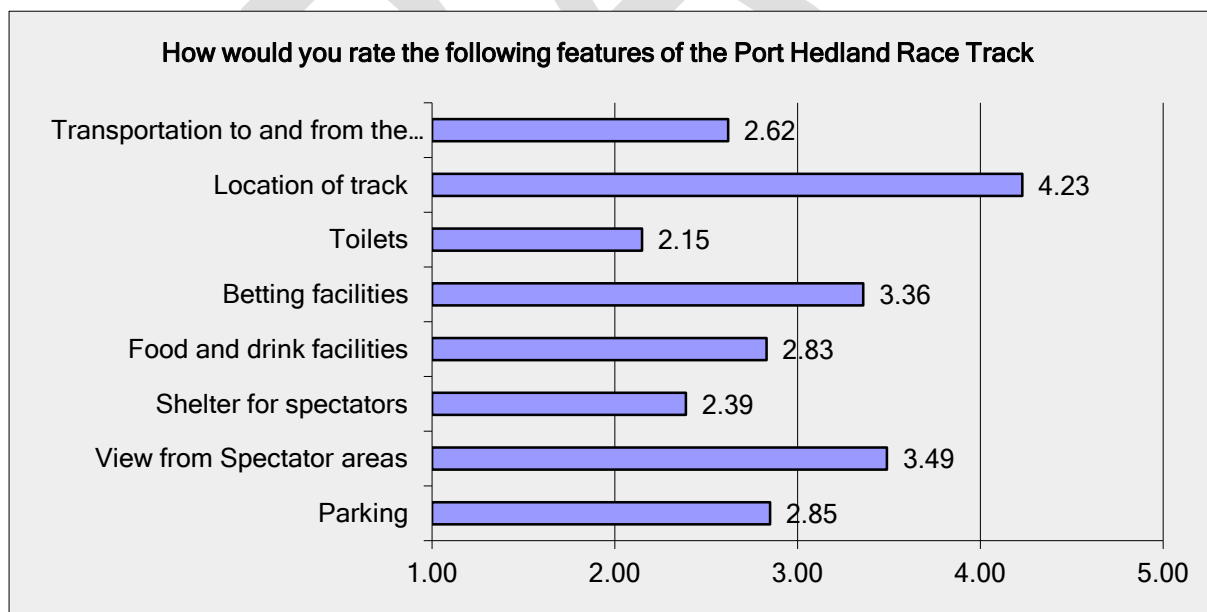 How would you rate the following features of the Port Hedland Race Track
Transportation to and from the... 2.62
Location of track 4.23
Toilets 2.15
Betting facilities 3.36
Food and drink facilities 2.83
Shelter for spectators 2.39
View from Spectator areas 3.49
Parking 2.85
1.00 2.00 3.00 4.00 5.00